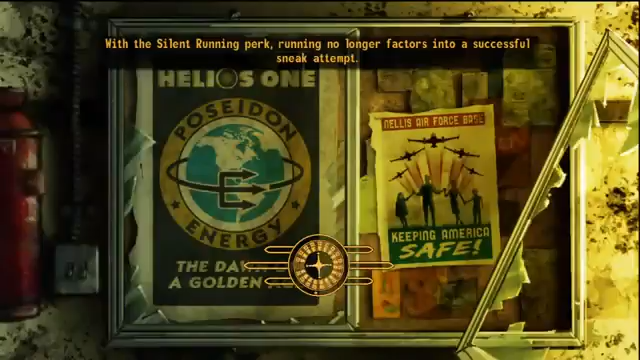 With the Silent Running perk, running no longer factors into a successful
sneak attempt.
HELIOS ONE
POSEIDON
ENERGY
THE
A GOLDEN
NELLIS AIR FORCE BASE
KEEPING AMERICA
SAFE!